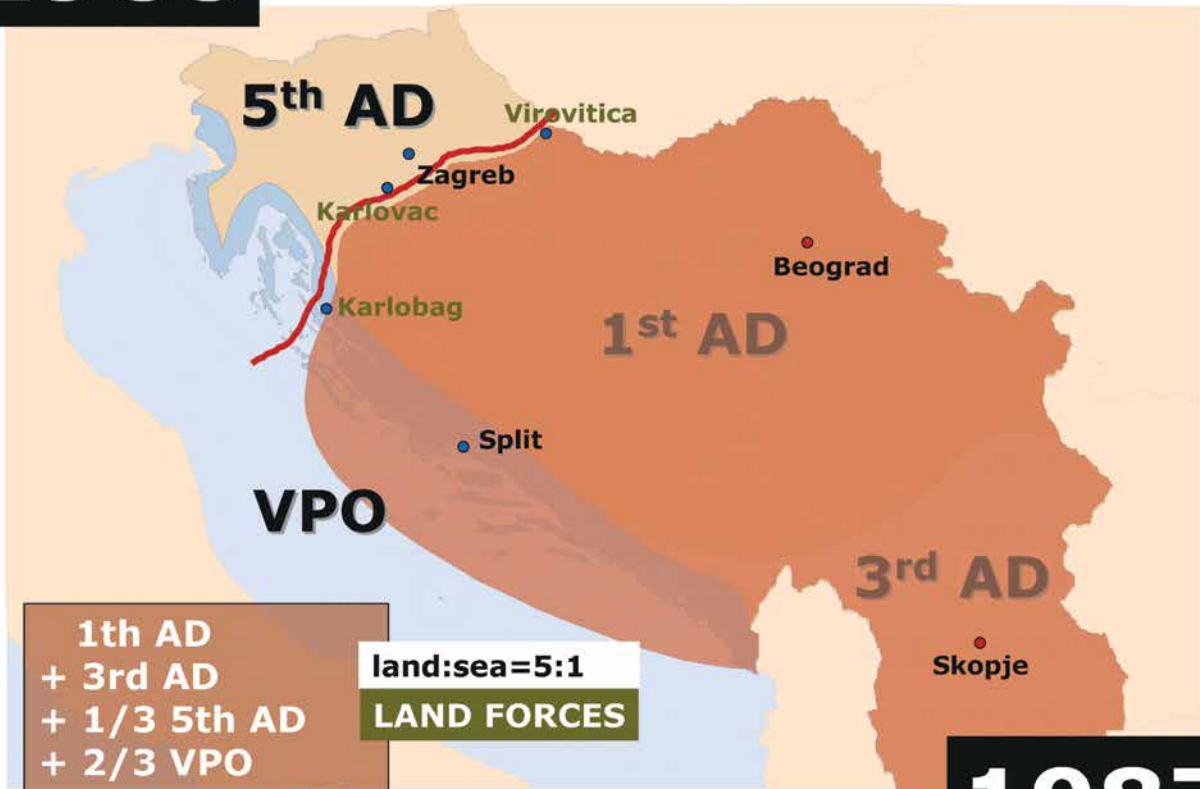 5th AD
Virovitica
Zagreb
Karlovac
Beograd
Karlobag
1st AD
Split
VPO
3rd AD
1th AD
+ 3rd AD
+ 1/3 5th AD
+ 2/3 VPO
land:sea=5:1
LAND FORCES
Skopje